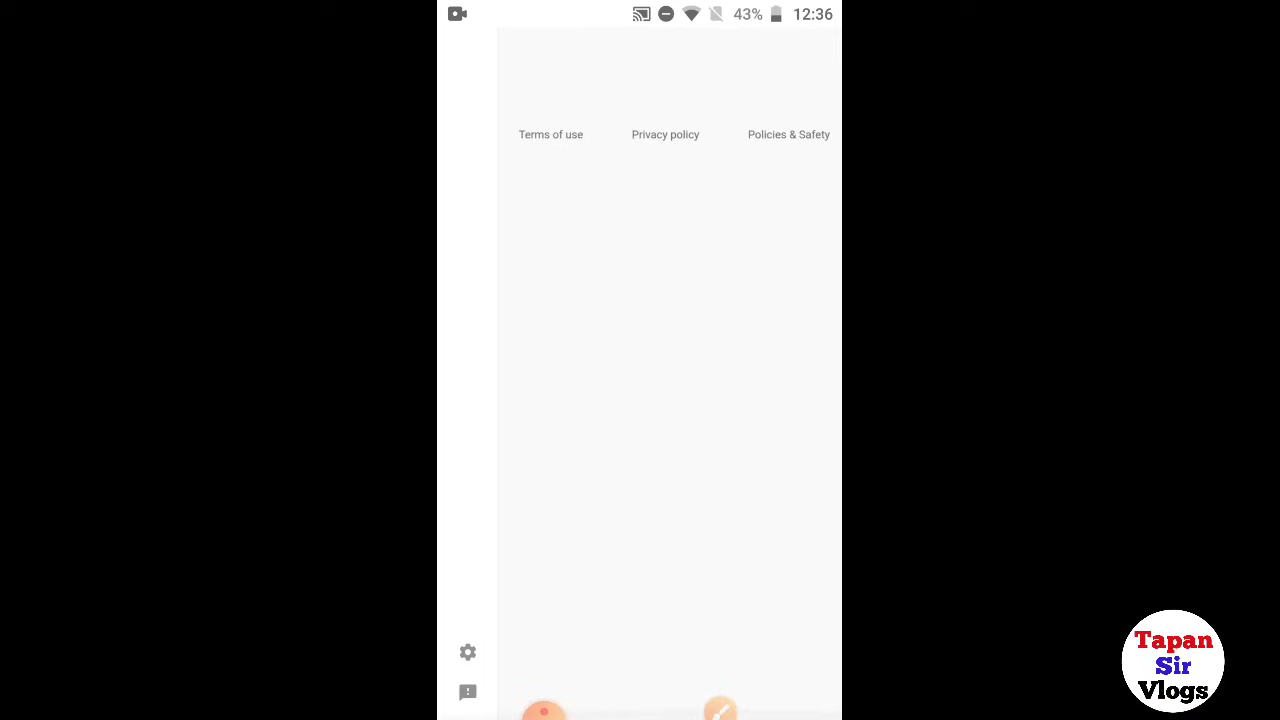 43% 12:36
Terms of use Privacy policy Policies & Safety
Tapan
Sir
Vlogs